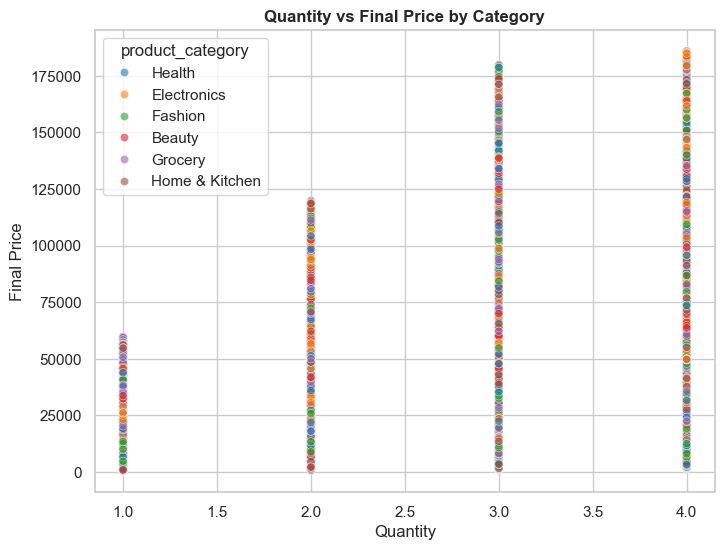 Quantity vs Final Price by Category
product_category
Health
Electronics
Fashion
Beauty
Grocery
Home & Kitchen
Final Price
175000
150000
125000
100000
75000
50000
25000
0
1.0 1.5 2.0 2.5 3.0 3.5 4.0
Quantity